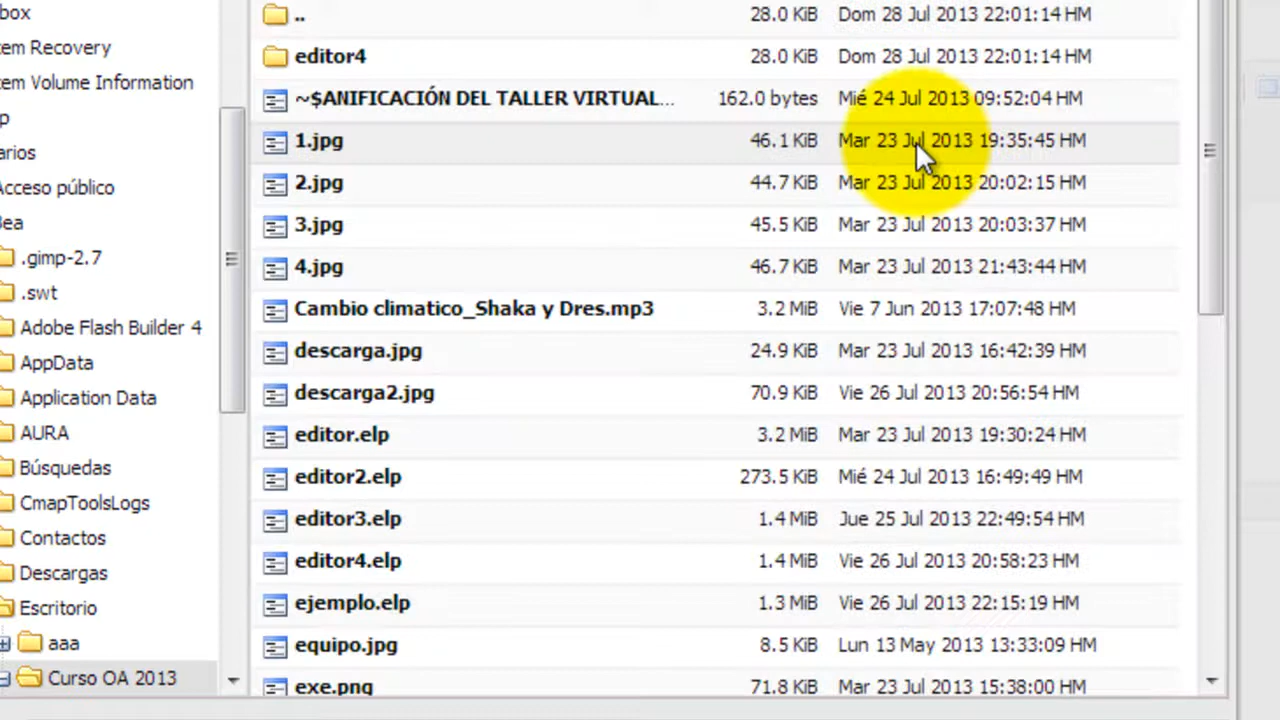 box
tem Recovery
tem Volume Information
p
arios
Acceso público
Bea
.gimp-2.7
.swt
Adobe Flash Builder 4
AppData
Application Data
AURA
Búsquedas
CmapToolsLogs
Contactos
Descargas
Escritorio
aaa
Curso OA 2013
.. 28.0 KiB Dom 28 Jul 2013 22:01:14 HM
editor4 28.0 KiB Dom 28 Jul 2013 22:01:14 HM
~$ANIFICACIÓN DEL TALLER VIRTUAL... 162.0 bytes Mié 24 Jul 2013 09:52:04 HM
1.jpg 46.1 KiB Mar 23 Jul 2013 19:35:45 HM
2.jpg 44.7 KiB Mar 23 Jul 2013 20:02:15 HM
3.jpg 45.5 KiB Mar 23 Jul 2013 20:03:37 HM
4.jpg 46.7 KiB Mar 23 Jul 2013 21:43:44 HM
Cambio climatico_Shaka y Dres.mp3 3.2 MiB Vie 7 Jun 2013 17:07:48 HM
descarga.jpg 24.9 KiB Mar 23 Jul 2013 16:42:39 HM
descarga2.jpg 70.9 KiB Vie 26 Jul 2013 20:56:54 HM
editor.elp 3.2 MiB Mar 23 Jul 2013 19:30:24 HM
editor2.elp 273.5 KiB Mié 24 Jul 2013 16:49:49 HM
editor3.elp 1.4 MiB Jue 25 Jul 2013 22:49:54 HM
editor4.elp 1.4 MiB Vie 26 Jul 2013 20:58:23 HM
ejemplo.elp 1.3 MiB Vie 26 Jul 2013 22:15:19 HM
equipo.jpg 8.5 KiB Lun 13 May 2013 13:33:09 HM
exe.png 71.8 KiB Mar 23 Jul 2013 15:38:00 HM